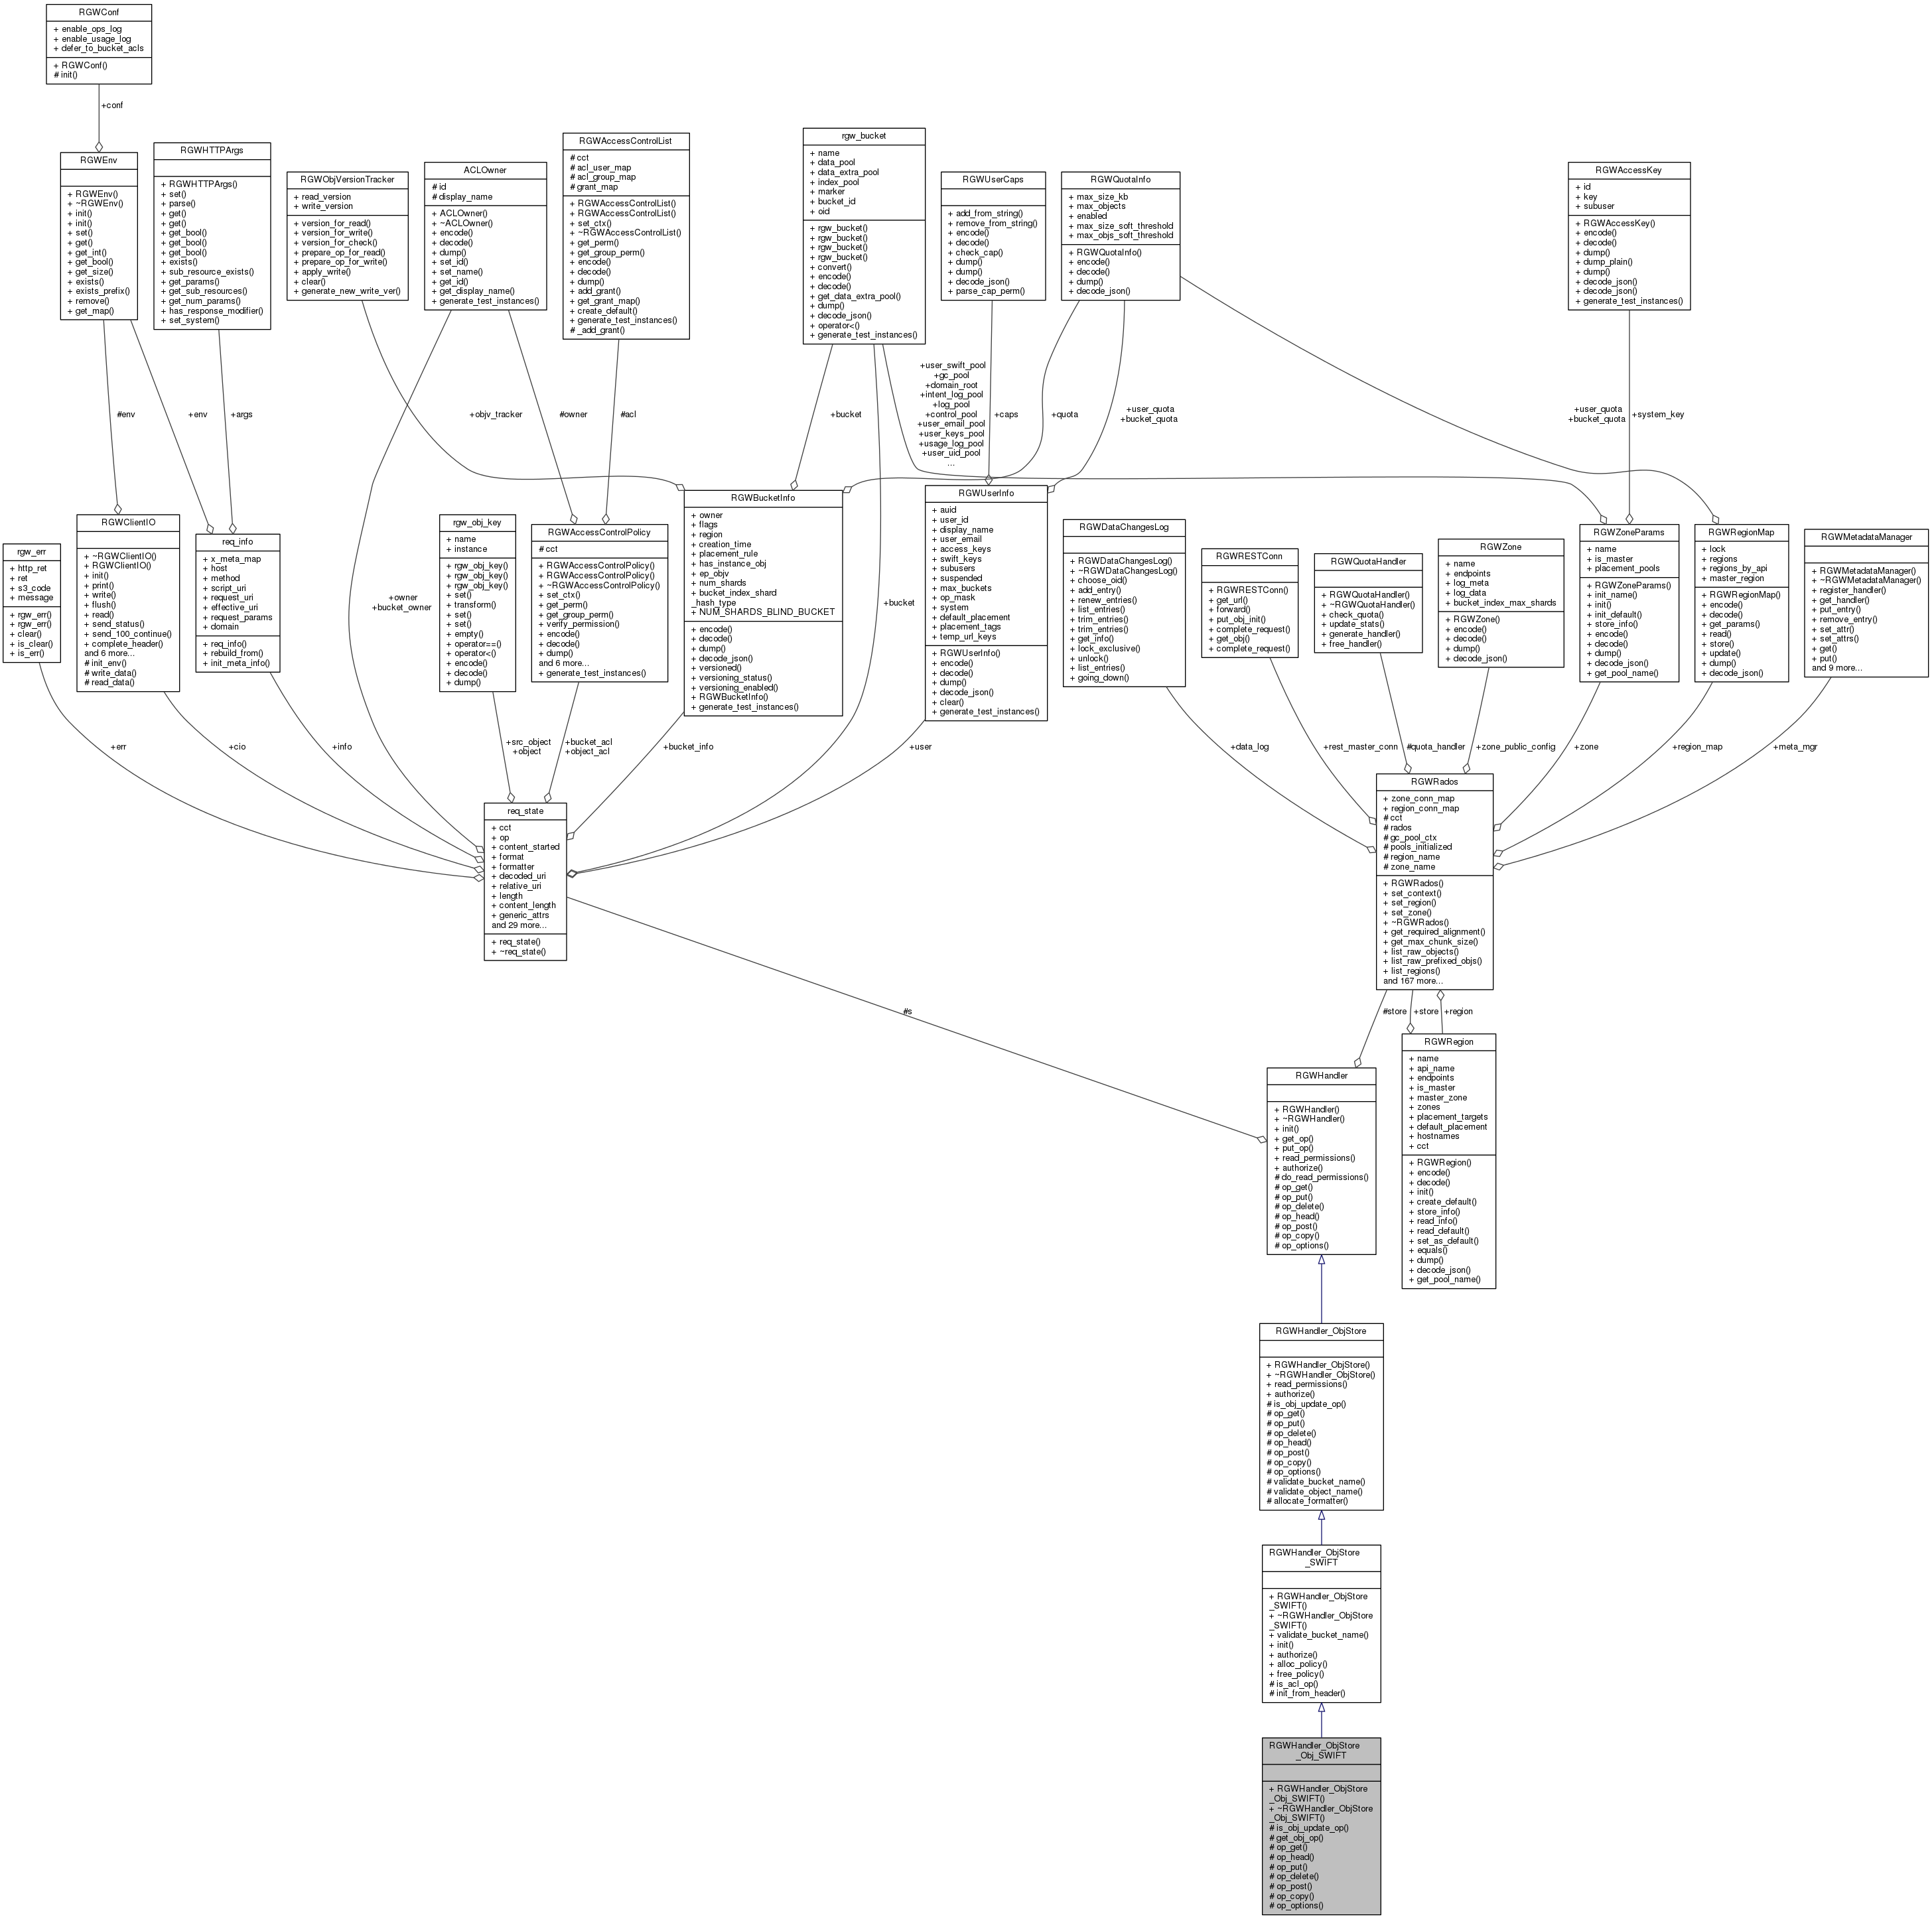 RGWConf
+ enable_ops_log
+ enable_usage_log
+ defer_to_bucket_acls
+ RGWConf()
# init()
+conf
RGWEnv
+ RGWEnv()
+ ~RGWEnv()
+ init()
+ init()
+ set()
+ get()
+ get_int()
+ get_bool()
+ get_size()
+ exists()
+ exists_prefix()
+ remove()
+ get_map()
RGWHTTPArgs
+ RGWHTTPArgs()
+ set()
+ parse()
+ get()
+ get()
+ get_bool()
+ get_bool()
+ get_bool()
+ exists()
+ sub_resource_exists()
+ get_params()
+ get_sub_resources()
+ get_num_params()
+ has_response_modifier()
+ set_system()
RGWObjVersionTracker
+ read_version
+ write_version
+ version_for_read()
+ version_for_write()
+ version_for_check()
+ prepare_op_for_read()
+ prepare_op_for_write()
+ apply_write()
+ clear()
+ generate_new_write_ver()
ACLOwner
# id
# display_name
+ ACLOwner()
+ ~ACLOwner()
+ encode()
+ decode()
+ dump()
+ set_id()
+ set_name()
+ get_id()
+ get_display_name()
+ generate_test_instances()
RGWAccessControlList
# cct
# acl_user_map
# acl_group_map
# grant_map
+ RGWAccessControlList()
+ RGWAccessControlList()
+ set_ctx()
+ ~RGWAccessControlList()
+ get_perm()
+ get_group_perm()
+ encode()
+ decode()
+ dump()
+ add_grant()
+ get_grant_map()
+ create_default()
+ generate_test_instances()
# _add_grant()
rgw_bucket
+ name
+ data_pool
+ data_extra_pool
+ index_pool
+ marker
+ bucket_id
+ oid
+ rgw_bucket()
+ rgw_bucket()
+ rgw_bucket()
+ rgw_bucket()
+ convert()
+ encode()
+ decode()
+ get_data_extra_pool()
+ dump()
+ decode_json()
+ operator<()
+ generate_test_instances()
RGWUserCaps
+ add_from_string()
+ remove_from_string()
+ encode()
+ decode()
+ check_cap()
+ dump()
+ dump()
+ decode_json()
+ parse_cap_perm()
RGWQuotaInfo
+ max_size_kb
+ max_objects
+ enabled
+ max_size_soft_threshold
+ max_objs_soft_threshold
+ RGWQuotaInfo()
+ encode()
+ decode()
+ dump()
+ decode_json()
RGWAccessKey
+ id
+ key
+ subuser
+ RGWAccessKey()
+ encode()
+ decode()
+ dump()
+ dump_plain()
+ dump()
+ decode_json()
+ decode_json()
+ generate_test_instances()
#env
+env
+args
+owner
+bucket_owner
+objv_tracker
#owner
#acl
+bucket
+bucket
+user_swift_pool
+gc_pool
+domain_root
+intent_log_pool
+log_pool
+control_pool
+user_email_pool
+user_keys_pool
+usage_log_pool
+user_uid_pool
...
+caps
+quota
+user_quota
+bucket_quota
+user_quota
+bucket_quota
+system_key
rgw_err
+ http_ret
+ ret
+ s3_code
+ message
+ rgw_err()
+ rgw_err()
+ clear()
+ is_clear()
+ is_err()
RGWClientIO
+ ~RGWClientIO()
+ RGWClientIO()
+ init()
+ print()
+ write()
+ flush()
+ read()
+ send_status()
+ send_100_continue()
+ complete_header()
and 6 more...
# init_env()
# write_data()
# read_data()
req_info
+ x_meta_map
+ host
+ method
+ script_uri
+ request_uri
+ effective_uri
+ request_params
+ domain
+ req_info()
+ rebuild_from()
+ init_meta_info()
rgw_obj_key
+ name
+ instance
+ rgw_obj_key()
+ rgw_obj_key()
+ rgw_obj_key()
+ set()
+ transform()
+ set()
+ set()
+ empty()
+ operator==()
+ operator<()
+ encode()
+ decode()
+ dump()
RGWAccessControlPolicy
# cct
+ RGWAccessControlPolicy()
+ RGWAccessControlPolicy()
+ ~RGWAccessControlPolicy()
+ set_ctx()
+ get_perm()
+ get_group_perm()
+ verify_permission()
+ encode()
+ decode()
+ dump()
and 6 more...
+ generate_test_instances()
RGWBucketInfo
+ owner
+ flags
+ region
+ creation_time
+ placement_rule
+ has_instance_obj
+ ep_objv
+ num_shards
+ bucket_index_shard
_hash_type
+ NUM_SHARDS_BLIND_BUCKET
+ encode()
+ decode()
+ dump()
+ decode_json()
+ versioned()
+ versioning_status()
+ versioning_enabled()
+ RGWBucketInfo()
+ generate_test_instances()
RGWUserInfo
+ auid
+ user_id
+ display_name
+ user_email
+ access_keys
+ swift_keys
+ subusers
+ suspended
+ max_buckets
+ op_mask
+ system
+ default_placement
+ placement_tags
+ temp_url_keys
+ RGWUserInfo()
+ encode()
+ decode()
+ dump()
+ decode_json()
+ clear()
+ generate_test_instances()
RGWDataChangesLog
+ RGWDataChangesLog()
+ ~RGWDataChangesLog()
+ choose_oid()
+ add_entry()
+ renew_entries()
+ list_entries()
+ trim_entries()
+ trim_entries()
+ get_info()
+ lock_exclusive()
+ unlock()
+ list_entries()
+ going_down()
RGWRESTConn
+ RGWRESTConn()
+ get_url()
+ forward()
+ put_obj_init()
+ complete_request()
+ get_obj()
+ complete_request()
RGWQuotaHandler
+ RGWQuotaHandler()
+ ~RGWQuotaHandler()
+ check_quota()
+ update_stats()
+ generate_handler()
+ free_handler()
RGWZone
+ name
+ endpoints
+ log_meta
+ log_data
+ bucket_index_max_shards
+ RGWZone()
+ encode()
+ decode()
+ dump()
+ decode_json()
RGWZoneParams
+ name
+ is_master
+ placement_pools
+ RGWZoneParams()
+ init_name()
+ init()
+ init_default()
+ store_info()
+ encode()
+ decode()
+ dump()
+ decode_json()
+ get_pool_name()
RGWRegionMap
+ lock
+ regions
+ regions_by_api
+ master_region
+ RGWRegionMap()
+ encode()
+ decode()
+ get_params()
+ read()
+ store()
+ update()
+ dump()
+ decode_json()
RGWMetadataManager
+ RGWMetadataManager()
+ ~RGWMetadataManager()
+ register_handler()
+ get_handler()
+ put_entry()
+ remove_entry()
+ set_attr()
+ set_attrs()
+ get()
+ put()
and 9 more...
+err
+cio
+info
+src_object
+object
+bucket_acl
+object_acl
+bucket_info
+user
+data_log
+rest_master_conn
#quota_handler
+zone_public_config
+zone
+region_map
+meta_mgr
req_state
+ cct
+ op
+ content_started
+ format
+ formatter
+ decoded_uri
+ relative_uri
+ length
+ content_length
+ generic_attrs
and 29 more...
+ req_state()
+ ~req_state()
RGWRados
+ zone_conn_map
+ region_conn_map
# cct
# rados
# gc_pool_ctx
# pools_initialized
# region_name
# zone_name
+ RGWRados()
+ set_context()
+ set_region()
+ set_zone()
+ ~RGWRados()
+ get_required_alignment()
+ get_max_chunk_size()
+ list_raw_objects()
+ list_raw_prefixed_objs()
+ list_regions()
and 167 more...
#s
#store
+store
+region
RGWHandler
+ RGWHandler()
+ ~RGWHandler()
+ init()
+ get_op()
+ put_op()
+ read_permissions()
+ authorize()
# do_read_permissions()
# op_get()
# op_put()
# op_delete()
# op_head()
# op_post()
# op_copy()
# op_options()
RGWRegion
+ name
+ api_name
+ endpoints
+ is_master
+ master_zone
+ zones
+ placement_targets
+ default_placement
+ hostnames
+ cct
+ RGWRegion()
+ encode()
+ decode()
+ init()
+ create_default()
+ store_info()
+ read_info()
+ read_default()
+ set_as_default()
+ equals()
+ dump()
+ decode_json()
+ get_pool_name()
RGWHandler_ObjStore
+ RGWHandler_ObjStore()
+ ~RGWHandler_ObjStore()
+ read_permissions()
+ authorize()
# is_obj_update_op()
# op_get()
# op_put()
# op_delete()
# op_head()
# op_post()
# op_copy()
# op_options()
# validate_bucket_name()
# validate_object_name()
# allocate_formatter()
RGWHandler_ObjStore
_SWIFT
+ RGWHandler_ObjStore
_SWIFT()
+ ~RGWHandler_ObjStore
_SWIFT()
+ validate_bucket_name()
+ init()
+ authorize()
+ alloc_policy()
+ free_policy()
# is_acl_op()
# init_from_header()
RGWHandler_ObjStore
_Obj_SWIFT
+ RGWHandler_ObjStore
_Obj_SWIFT()
+ ~RGWHandler_ObjStore
_Obj_SWIFT()
# is_obj_update_op()
# get_obj_op()
# op_get()
# op_head()
# op_put()
# op_delete()
# op_post()
# op_copy()
# op_options()